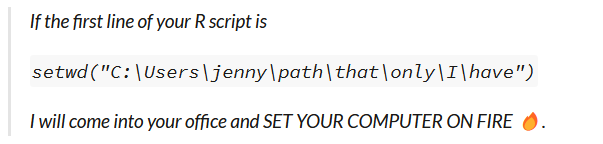 If the first line of your R script is
setwd("C:\Users\jenny\path\that\only\I\have")
I will come into your office and SET YOUR COMPUTER ON FIRE 🔥.